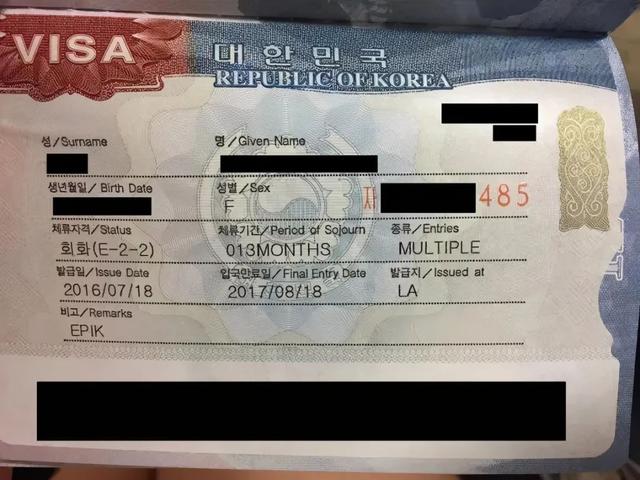 VISA 대한민국
REPUBLIC OF KOREA
성/Surname 명/Given Name
생년월일/Birth Date 성별/Sex
F 자 485
체류자격/Status 체류기간/Period of Sojourn 종류/Entries
회화(E-2-2) 013MONTHS MULTIPLE
발급일/Issue Date 입국만료일/Final Entry Date 발급지/Issued at
2016/07/18 2017/08/18 LA
비고/Remarks
EPIK